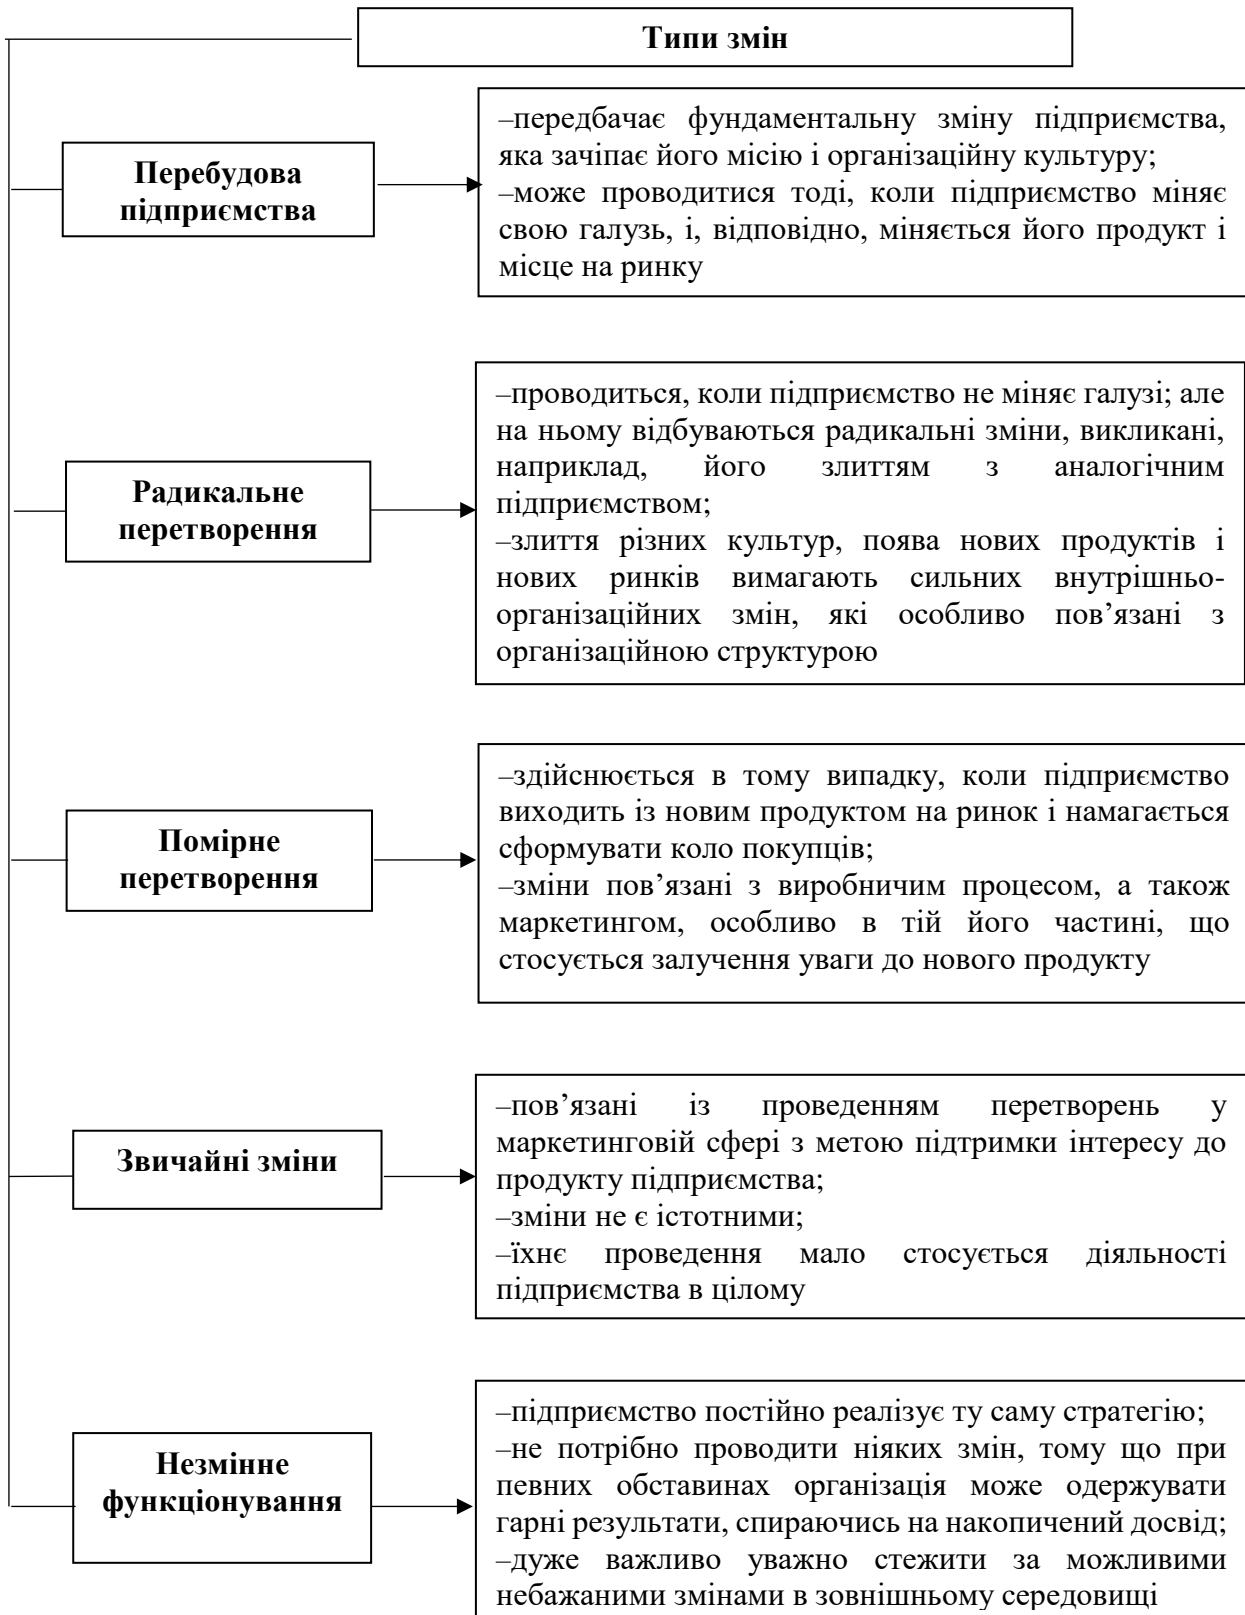 Типи змін
Перебудова
підприємства
–передбачає фундаментальну зміну підприємства,
яка зачіпає його місію і організаційну культуру;
–може проводитися тоді, коли підприємство міняє
свою галузь, і, відповідно, міняється його продукт і
місце на ринку
Радикальне
перетворення
–проводиться, коли підприємство не міняє галузі; але
на ньому відбуваються радикальні зміни, викликані,
наприклад, його злиттям з аналогічним
підприємством;
–злиття різних культур, поява нових продуктів і
нових ринків вимагають сильних внутрішньо-
організаційних змін, які особливо пов’язані з
організаційною структурою
Помірне
перетворення
–здійснюється в тому випадку, коли підприємство
виходить із новим продуктом на ринок і намагається
сформувати коло покупців;
–зміни пов’язані з виробничим процесом, а також
маркетингом, особливо в тій його частині, що
стосується залучення уваги до нового продукту
Звичайні зміни
–пов’язані із проведенням перетворень у
маркетинговій сфері з метою підтримки інтересу до
продукту підприємства;
–зміни не є істотними;
–їхнє проведення мало стосується діяльності
підприємства в цілому
Незмінне
функціонування
–підприємство постійно реалізує ту саму стратегію;
–не потрібно проводити ніяких змін, тому що при
певних обставинах організація може одержувати
гарні результати, спираючись на накопичений досвід;
–дуже важливо уважно стежити за можливими
небажаними змінами в зовнішньому середовищі